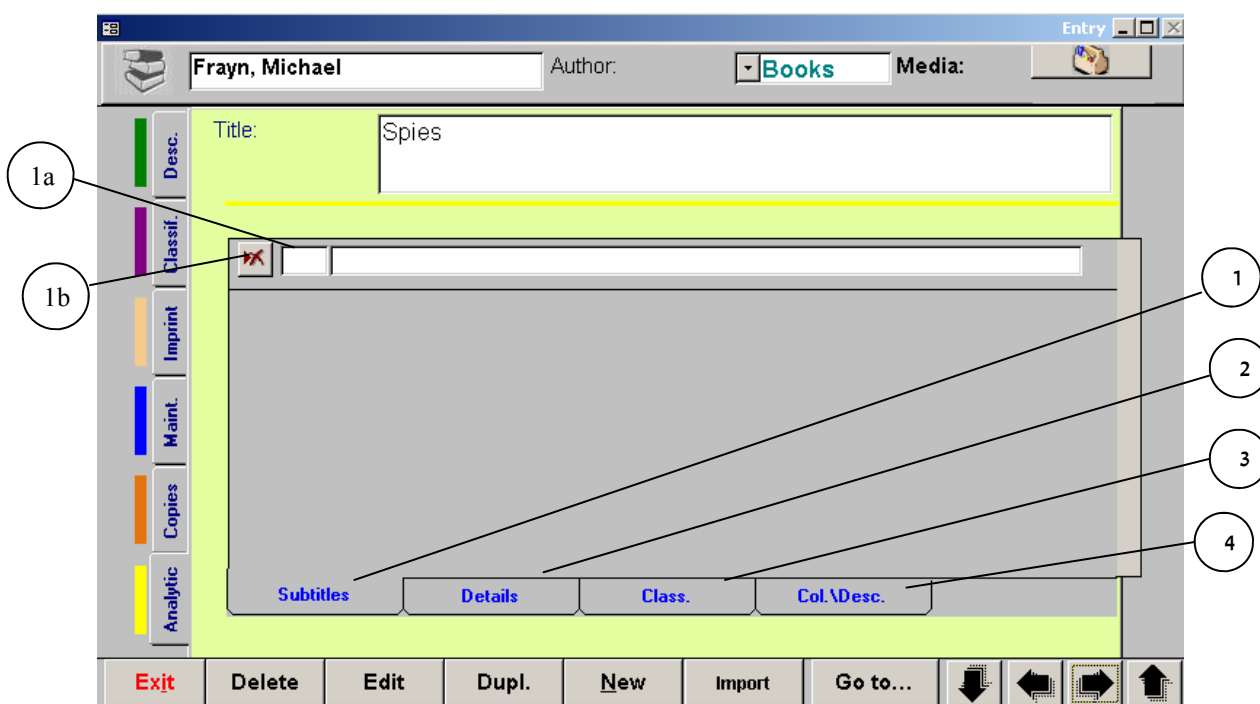 Entry
Frayn, Michael Author: Books Media:
Desc.
Classif.
Imprint
Maint.
Copies
Analytic
Title: Spies
1a
1b
1
2
3
4
Subtitles Details Class. Col.\Desc.
Exit Delete Edit Dupl. New Import Go to...